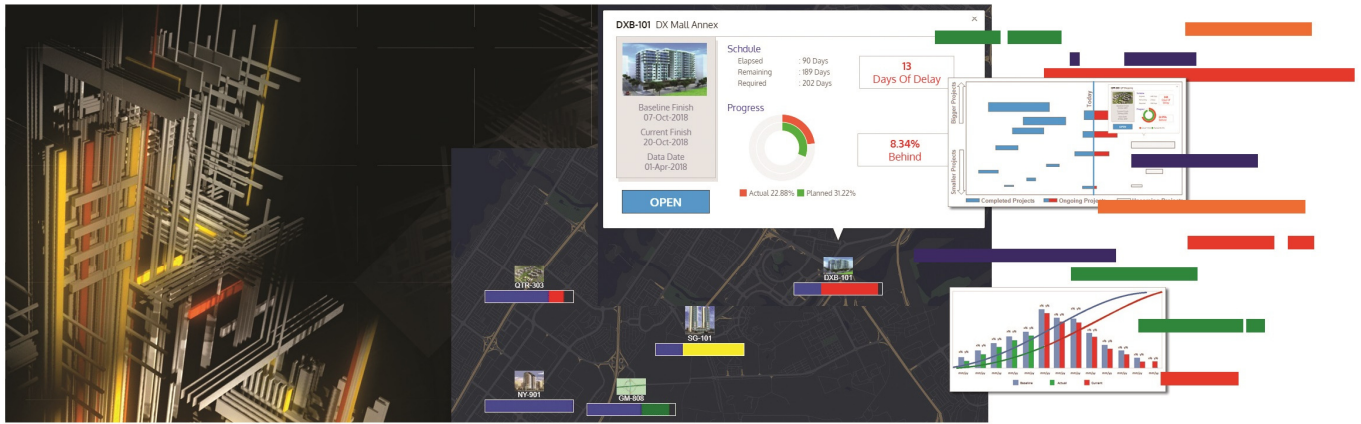 DXB-101 DX Mall Annex
Schdule
Elapsed : 90 Days
Remaining : 189 Days
Required : 202 Days
13
Days Of Delay
Baseline Finish
07-Oct-2018
Current Finish
20-Oct-2018
Data Date
01-Apr-2018
Progress
8.34%
Behind
Actual 22.88% Planned 31.22%
OPEN
Bigger Projects
Smaller Projects
Today
Completed Projects Ongoing Projects
QTR-303
DXB-101
SG-101
NY-901
GM-808
Baseline Actual Current